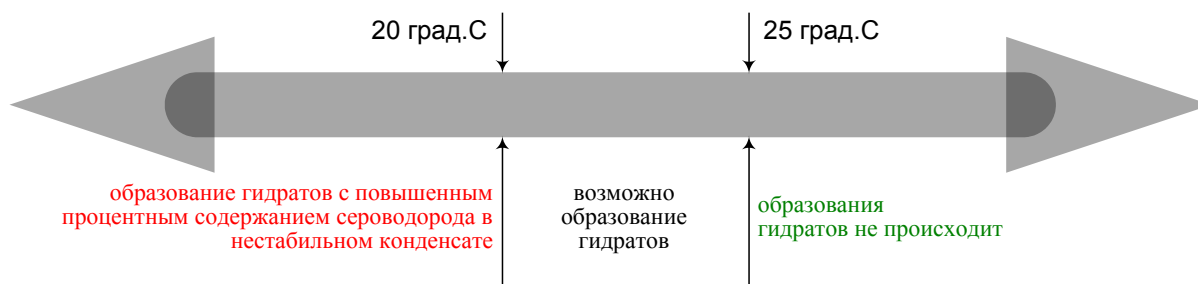 20 град.С
25 град.С
образование гидратов с повышенным
процентным содержанием сероводорода в
нестабильном конденсате
возможно
образование
гидратов
образования
гидратов не происходит